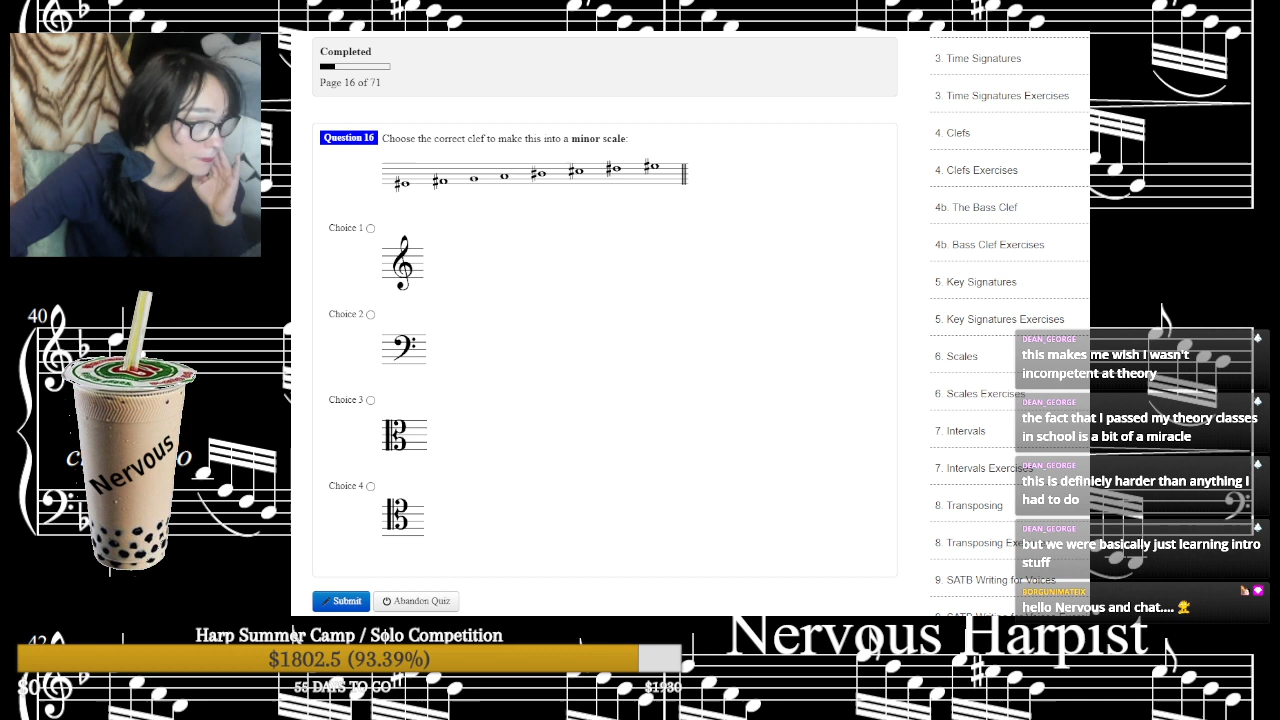 Completed
Page 16 of 71
Question 16 Choose the correct clef to make this into a minor scale:
Choice 1
Choice 2
Choice 3
Choice 4
Submit
Abandon Quiz
3. Time Signatures
3. Time Signatures Exercises
4. Clefs
4. Clefs Exercises
4b. The Bass Clef
4b. Bass Clef Exercises
5. Key Signatures
5. Key Signatures Exercises
6. Scales
6. Scales Exercises
7. Intervals
7. Intervals Exercises
8. Transposing
8. Transposing
9. SATB Writing for Voices
DEAN_GEORGE
this makes me wish I wasn't
incompetent at theory
DEAN_GEORGE
the fact that I passed my theory classes
in school is a bit of a miracle
DEAN_GEORGE
this is definiely harder than anything I
had to do
DEAN_GEORGE
but we were basically just learning intro
stuff
BORGUNIMATEIX
hello Nervous and chat....
40
Nervous
42
Harp Summer Camp / Solo Competition
$1802.5 (93.39%)
$0
55 DAYS TO GO
$1930
Nervous Harpist